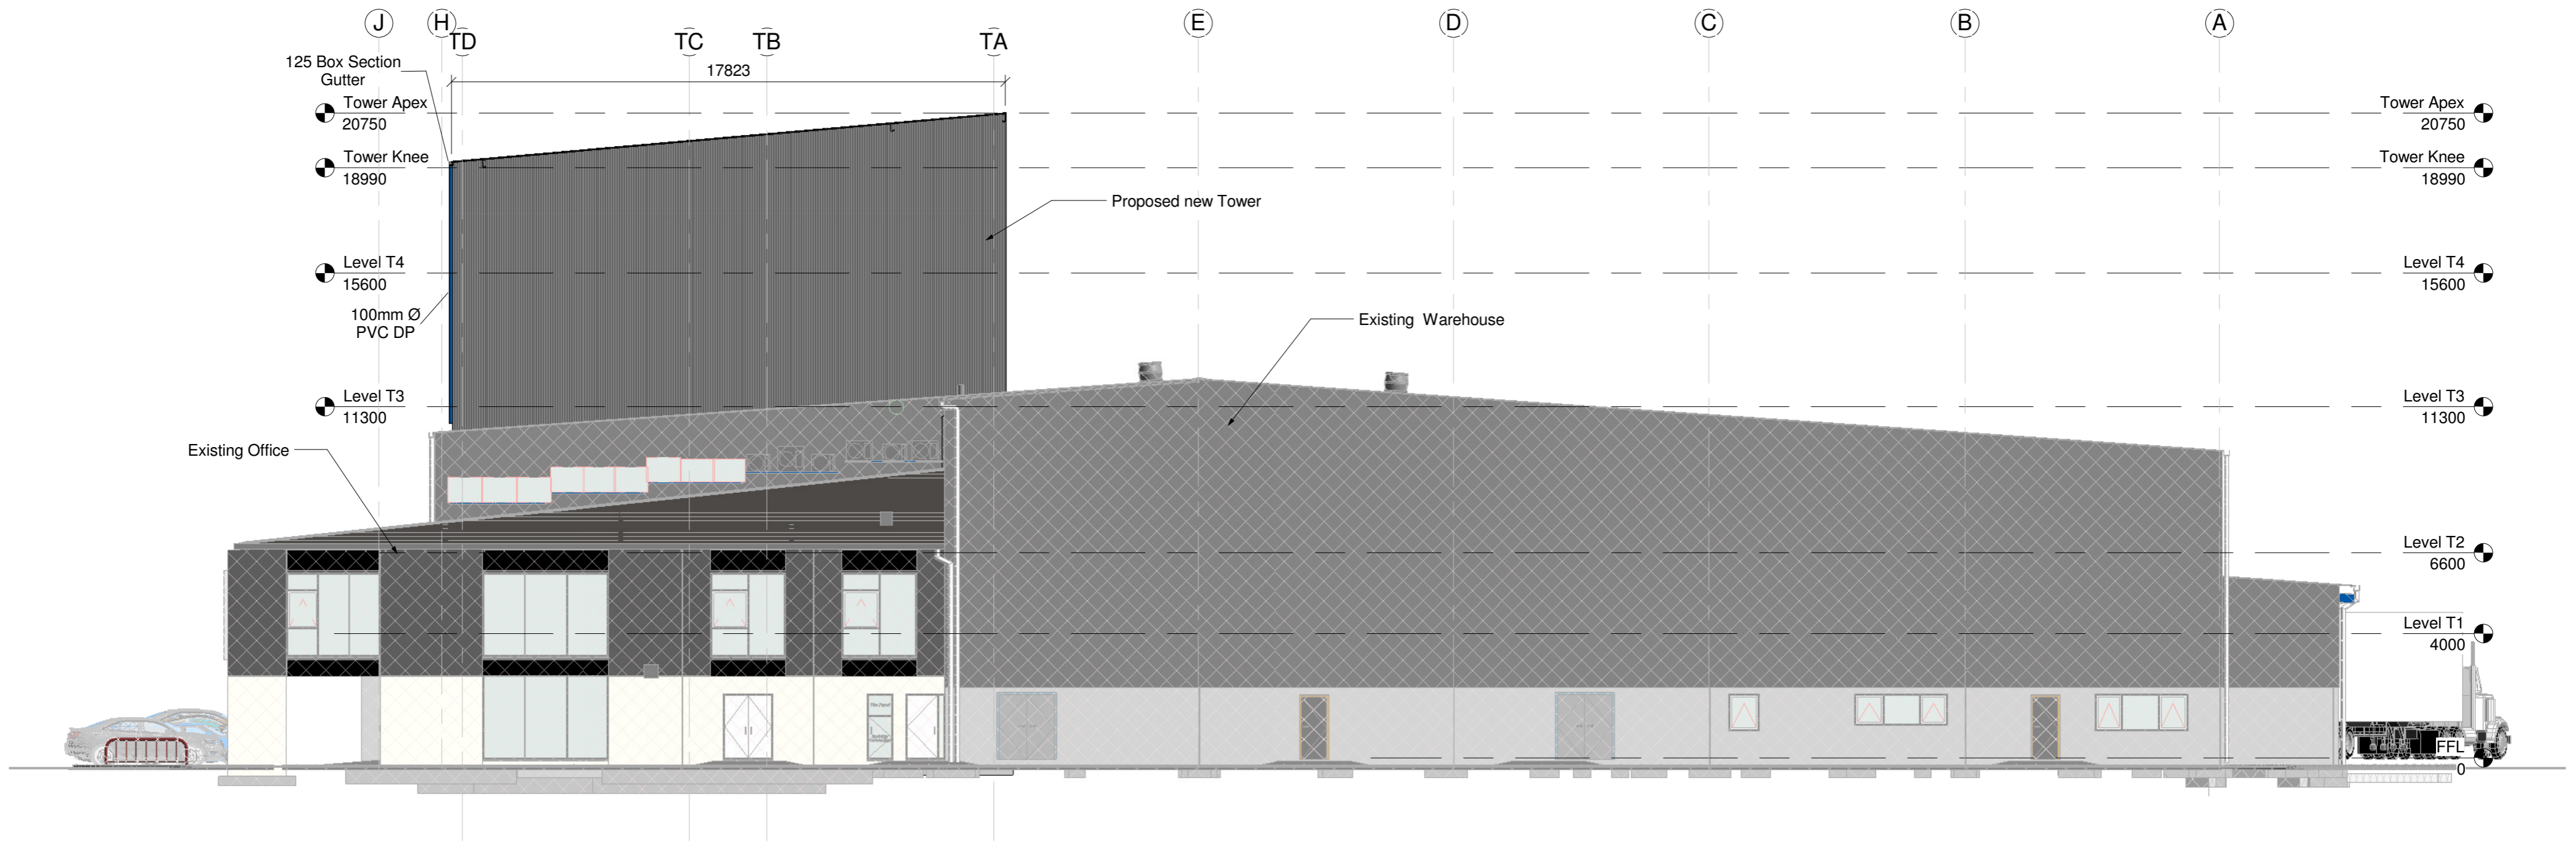 J
H
TD
TC
TB
TA
E
D
C
B
A
125 Box Section
Gutter
17823
Tower Apex
20750
Tower Knee
18990
Level T4
15600
100mm Ø
PVC DP
Level T3
11300
Existing Office
Proposed new Tower
Existing Warehouse
Tower Apex
20750
Tower Knee
18990
Level T4
15600
Level T3
11300
Level T2
6600
Level T1
4000
FFL
0